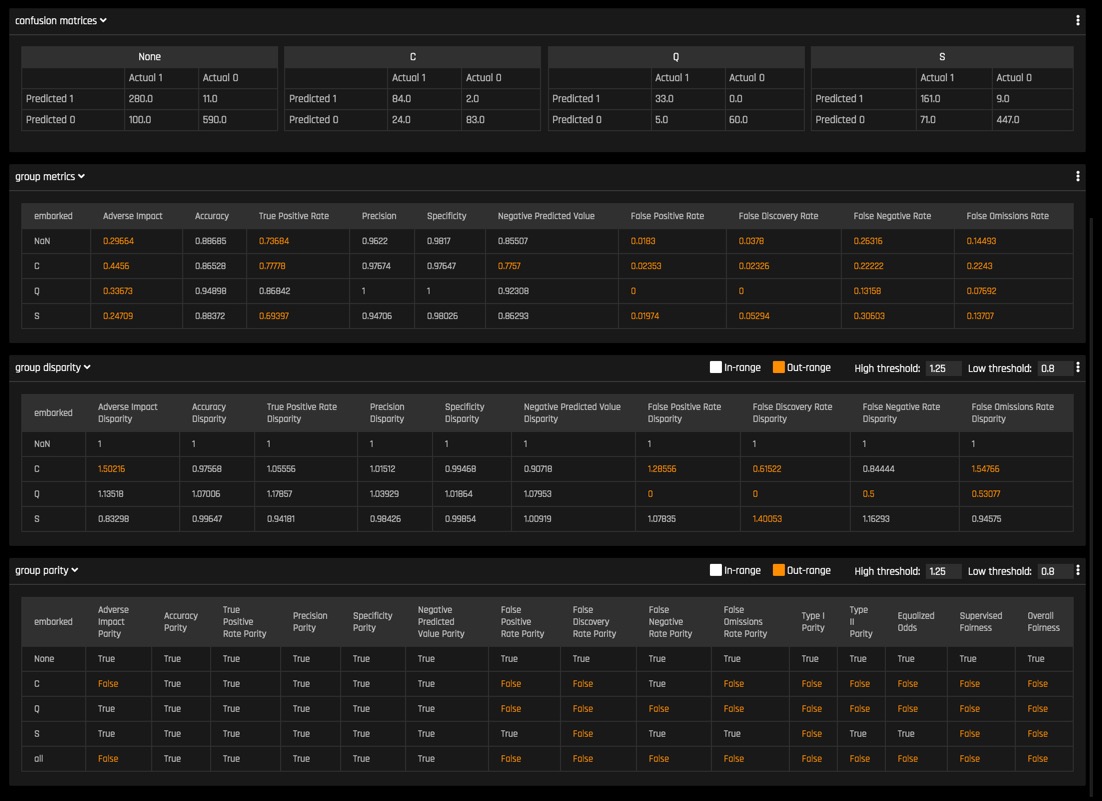 confusion matrices
None
Actual 1 Actual 0
Predicted 1 280.0 11.0
Predicted 0 100.0 590.0
C
Actual 1 Actual 0
Predicted 1 84.0 2.0
Predicted 0 24.0 83.0
Q
Actual 1 Actual 0
Predicted 1 33.0 0.0
Predicted 0 5.0 60.0
S
Actual 1 Actual 0
Predicted 1 161.0 9.0
Predicted 0 71.0 447.0
group metrics
embarked Adverse Impact Accuracy True Positive Rate Precision Specificity Negative Predicted Value False Positive Rate False Discovery Rate False Negative Rate False Omissions Rate
NaN 0.29664 0.88685 0.73684 0.9622 0.9817 0.85507 0.0183 0.0378 0.26316 0.14493
C 0.4456 0.86528 0.77778 0.97674 0.97647 0.7757 0.02353 0.02326 0.22222 0.2243
Q 0.33673 0.94898 0.86842 1 1 0.92308 0 0 0.13158 0.07692
S 0.24709 0.88372 0.69397 0.94706 0.98026 0.86293 0.01974 0.05294 0.30603 0.13707
group disparity
In-range Out-range High threshold: 1.25 Low threshold: 0.8
embarked Adverse Impact Disparity Accuracy Disparity True Positive Rate Disparity Precision Disparity Specificity Disparity Negative Predicted Value Disparity False Positive Rate Disparity False Discovery Rate Disparity False Negative Rate Disparity False Omissions Rate Disparity
NaN 1 1 1 1 1 1 1 1 1 1
C 1.50216 0.97568 1.05556 1.01512 0.99468 0.90718 1.28556 0.61522 0.84444 1.54766
Q 1.13518 1.07006 1.17857 1.03929 1.01864 1.07953 0 0 0.5 0.53077
S 0.83298 0.99647 0.94181 0.98426 0.99854 1.00919 1.07835 1.40053 1.16293 0.94575
group parity
In-range Out-range High threshold: 1.25 Low threshold: 0.8
embarked Adverse Impact Parity Accuracy Parity True Positive Rate Parity Precision Parity Specificity Parity Negative Predicted Value Parity False Positive Rate Parity False Discovery Rate Parity False Negative Rate Parity False Omissions Rate Parity Type I Parity Type II Parity Equalized Odds Supervised Fairness Overall Fairness
None True True True True True True True True True True True True True True True
C False True True True True True False False True False False False False False False
Q True True True True True True False False False False False False False False False
S True True True True True True True False True True False True True False False
all False True True True True True False False False False False False False False False